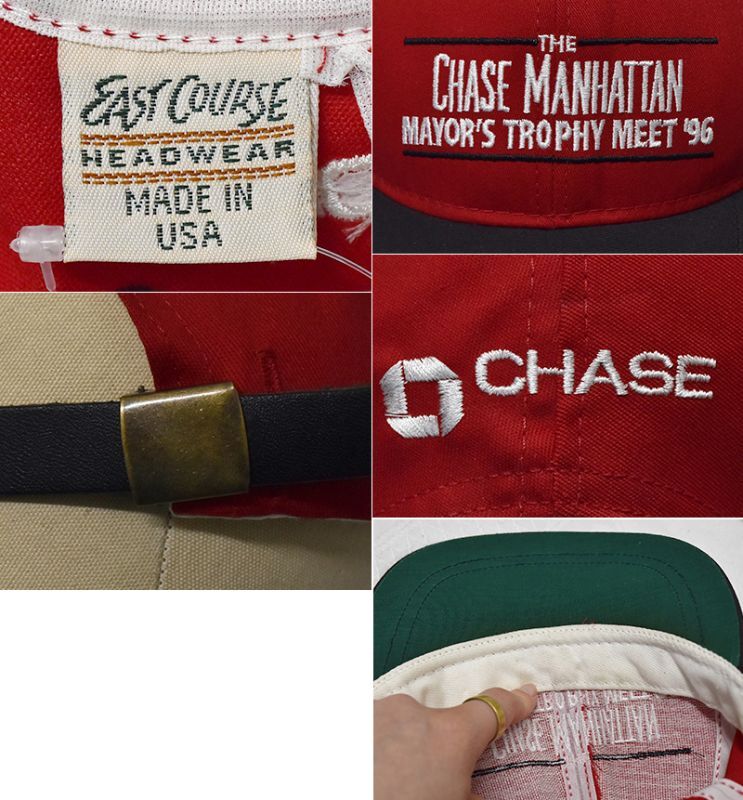 EAST COURSE
HEADWEAR
MADE IN
USA
THE
CHASE MANHATTAN
MAYOR'S TROPHY MEET '96
CHASE